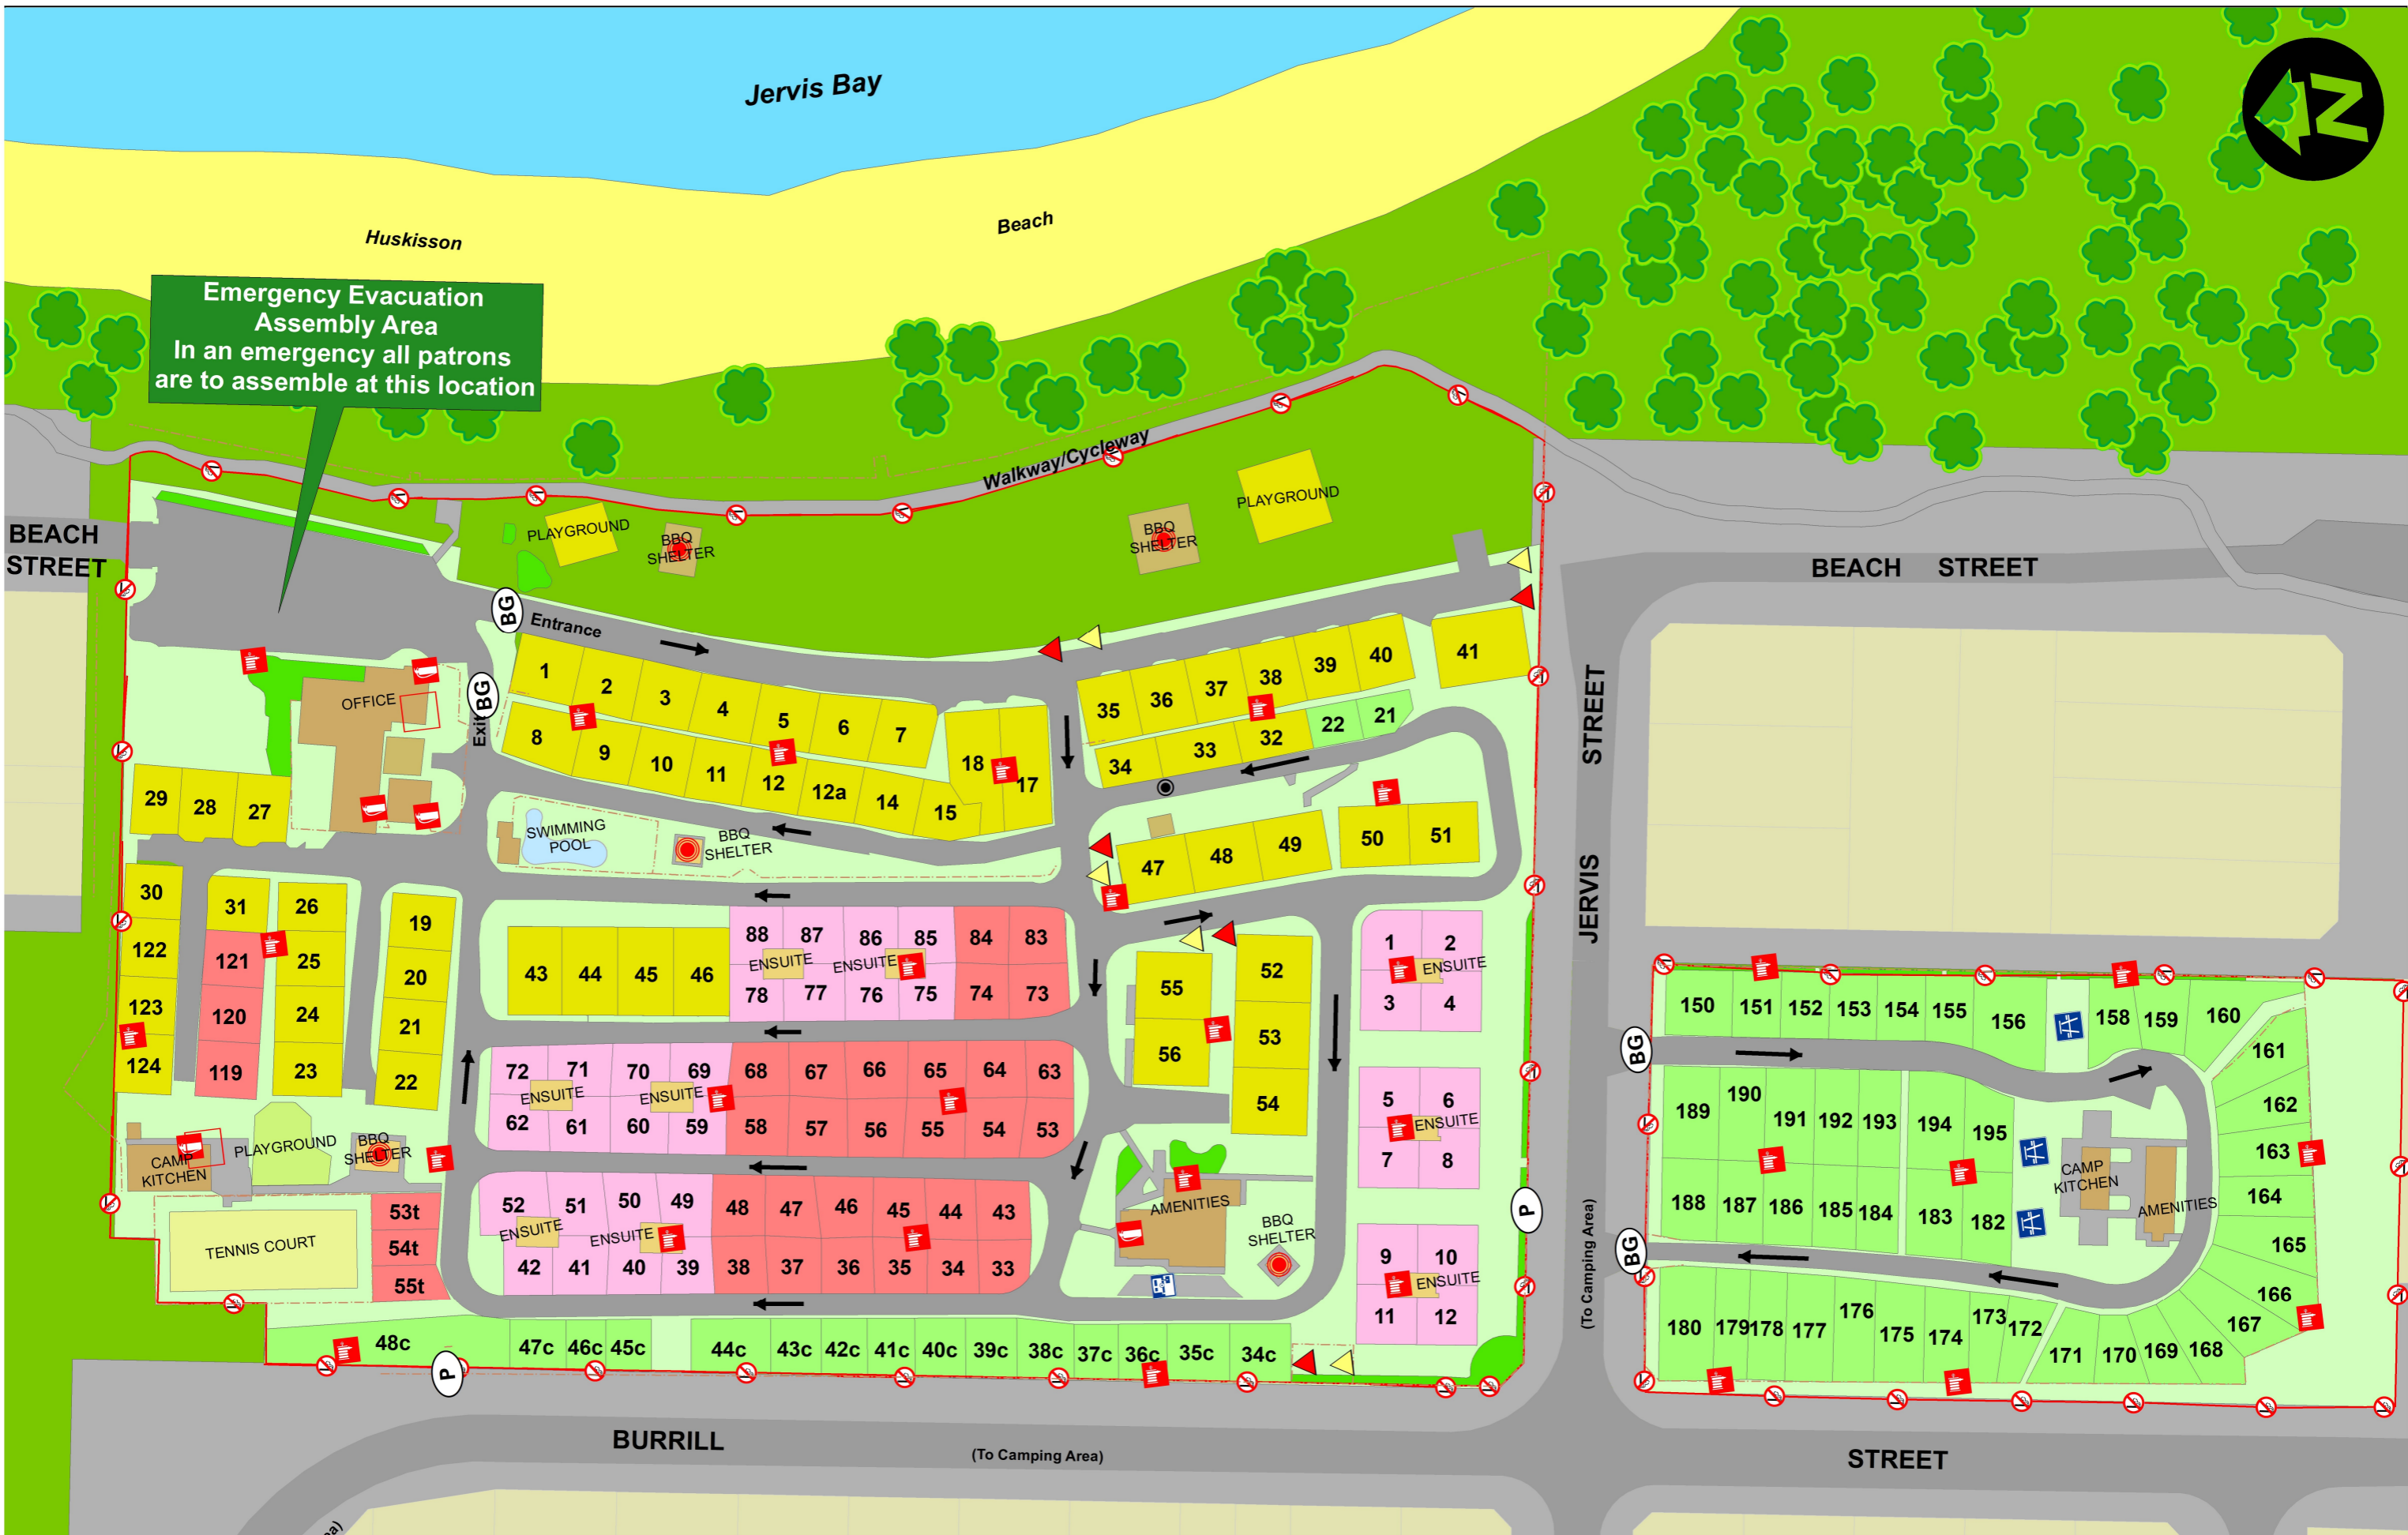 Jervis Bay
Huskisson
Beach
Emergency Evacuation
Assembly Area
In an emergency all patrons
are to assemble at this location
N
Walkway/Cycleway
BEACH
STREET
PLAYGROUND
BBQ
SHELTER
BBQ
SHELTER
PLAYGROUND
BEACH STREET
BG
Entrance
BG
Exit
OFFICE
1 2 3 4 5 6 7
8 9 10 11 12 12a 14 15
18 17
35 36 37 38 39 40 41
34 33 32 22 21
29 28 27
SWIMMING
POOL
BBQ
SHELTER
47 48 49 50 51
JERVIS STREET
30 31 26 19
122 121 25 20
123 120 24 21
124 119 23 22
43 44 45 46
88 87 86 85 84 83
ENSUITE ENSUITE
78 77 76 75 74 73
55 52
56 53
54
1 2
ENSUITE
3 4
72 71 70 69 68 67 66 65 64 63
ENSUITE ENSUITE
62 61 60 59 58 57 56 55 54 53
5 6
ENSUITE
7 8
CAMP
KITCHEN
PLAYGROUND
BBQ
SHELTER
TENNIS COURT
53t
54t
55t
52 51 50 49 48 47 46 45 44 43
ENSUITE ENSUITE
42 41 40 39 38 37 36 35 34 33
AMENITIES
BBQ
SHELTER
9 10
ENSUITE
11 12
P
48c 47c 46c 45c 44c 43c 42c 41c 40c 39c 38c 37c 36c 35c 34c
P
150 151 152 153 154 155 156 158 159 160
BG
161
162
163
164
165
166
167
189 190 191 192 193 194 195
188 187 186 185 184 183 182
CAMP
KITCHEN
AMENITIES
BG
(To Camping Area)
180 179 178 177 176 175 174 173 172 171 170 169 168
BURRILL
(To Camping Area)
STREET